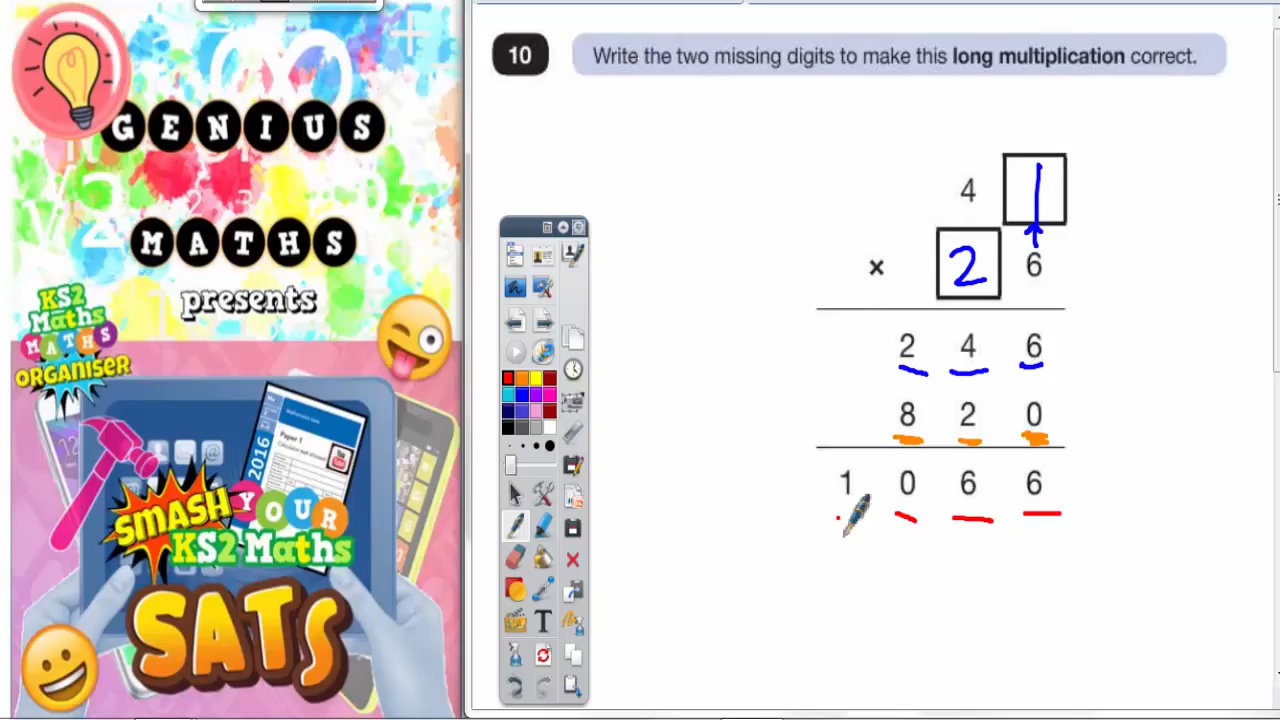 GENIUS
MATHS
presents
KS2
Maths
MATHS
ORGANISER
2016
Paper 1
You
Tube
SMASH
YOUR
KS2 Maths
SATS
10
Write the two missing digits to make this long multiplication correct.
4 1
× 2 6
2 4 6
8 2 0
1 0 6 6
T